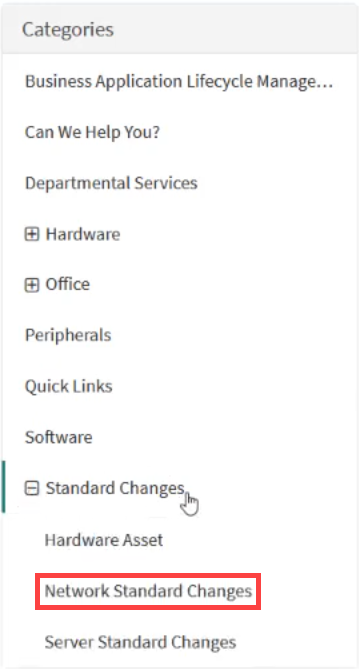 Categories
Business Application Lifecycle Manage...
Can We Help You?
Departmental Services
Hardware
Office
Peripherals
Quick Links
Software
Standard Changes
Hardware Asset
Network Standard Changes
Server Standard Changes